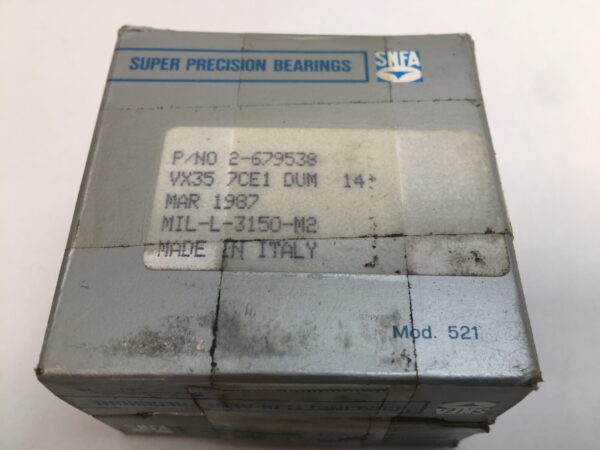 SUPER PRECISION BEARINGS
SNFA
P/NO 2-679538
VX35 7CE1 DUM 14
MAR 1987
MIL-L-3150-M2
MADE IN ITALY
Mod. 521
SNFA